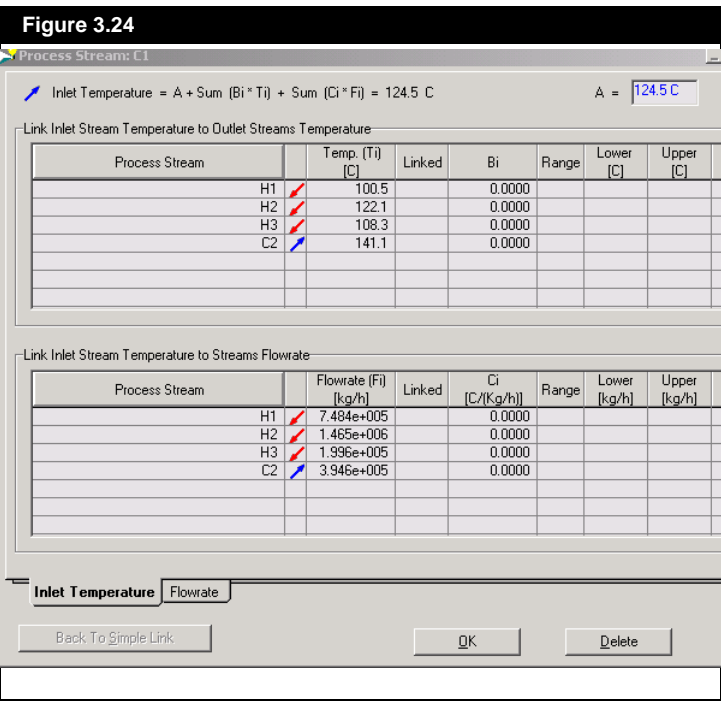 Figure 3.24
Process Stream: C1
Inlet Temperature = A + Sum (Bi * Ti) + Sum (Ci * Fi) = 124.5 C A = 124.5 C
Link Inlet Stream Temperature to Outlet Streams Temperature
Process Stream Temp. (Ti) [C] Linked Bi Range Lower [C] Upper [C]
H1 100.5 0.0000
H2 122.1 0.0000
H3 108.3 0.0000
C2 141.1 0.0000
Link Inlet Stream Temperature to Streams Flowrate
Process Stream Flowrate (Fi) [kg/h] Linked Ci [C/(Kg/h)] Range Lower [kg/h] Upper [kg/h]
H1 7.484e+005 0.0000
H2 1.465e+006 0.0000
H3 1.996e+005 0.0000
C2 3.946e+005 0.0000
Inlet Temperature Flowrate
Back To Simple Link OK Delete